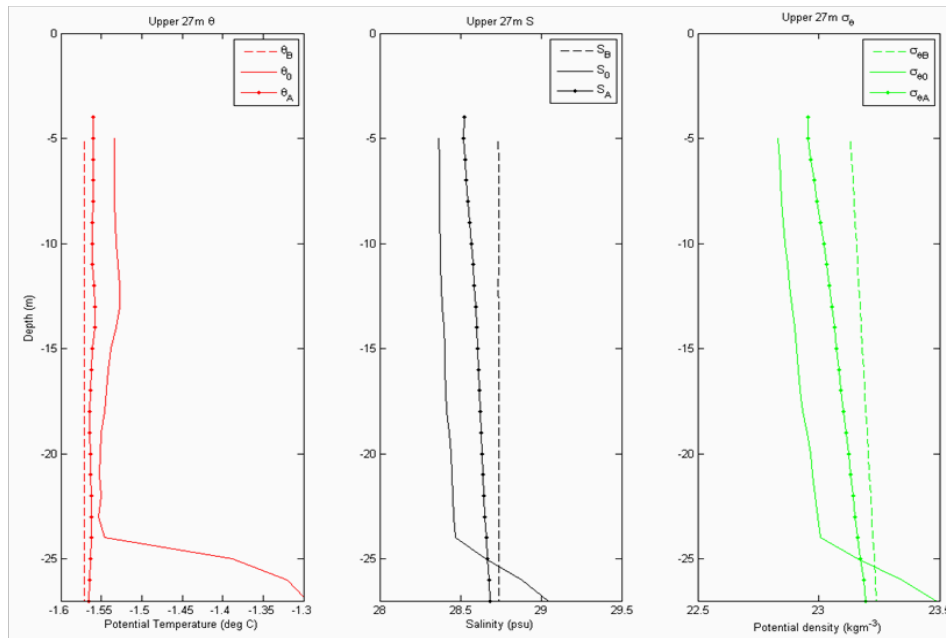 Upper 27m θ
0
-5
-10
-15
-20
-25
Depth (m)
-1.6
-1.55
-1.5
-1.45
-1.4
-1.35
-1.3
Potential Temperature (deg C)
θB
θ0
θA
Upper 27m S
0
-5
-10
-15
-20
-25
28
28.5
29
29.5
Salinity (psu)
SB
S0
SA
Upper 27m σθ
0
-5
-10
-15
-20
-25
22.5
23
23.5
Potential density (kgm-3)
σθB
σθ0
σθA